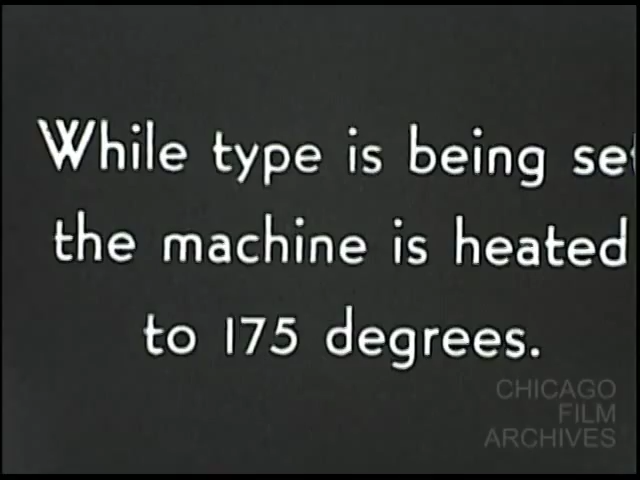 While type is being se
the machine is heated
to 175 degrees.
CHICAGO
FILM
ARCHIVES